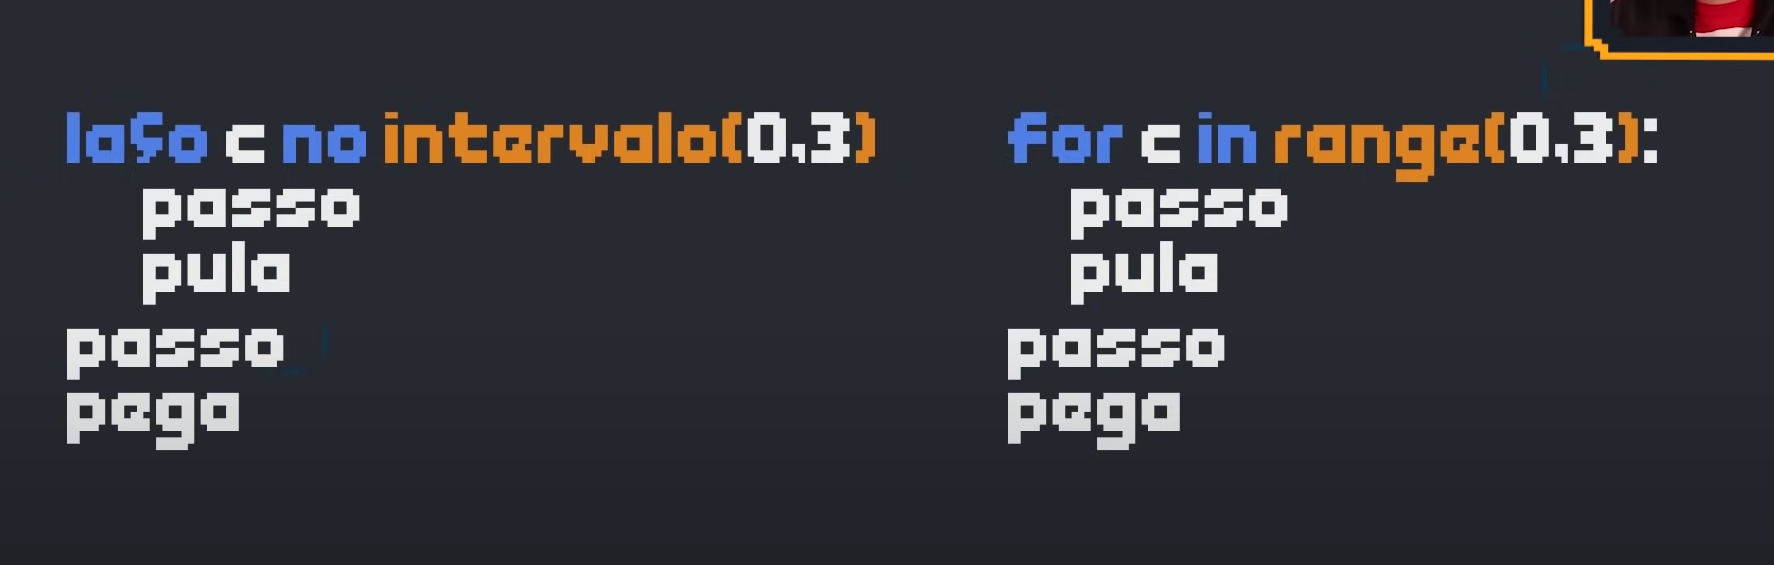 laço c no intervalo(0,3)
passo
pula
passo
pega
for c in range(0,3):
passo
pula
passo
pega